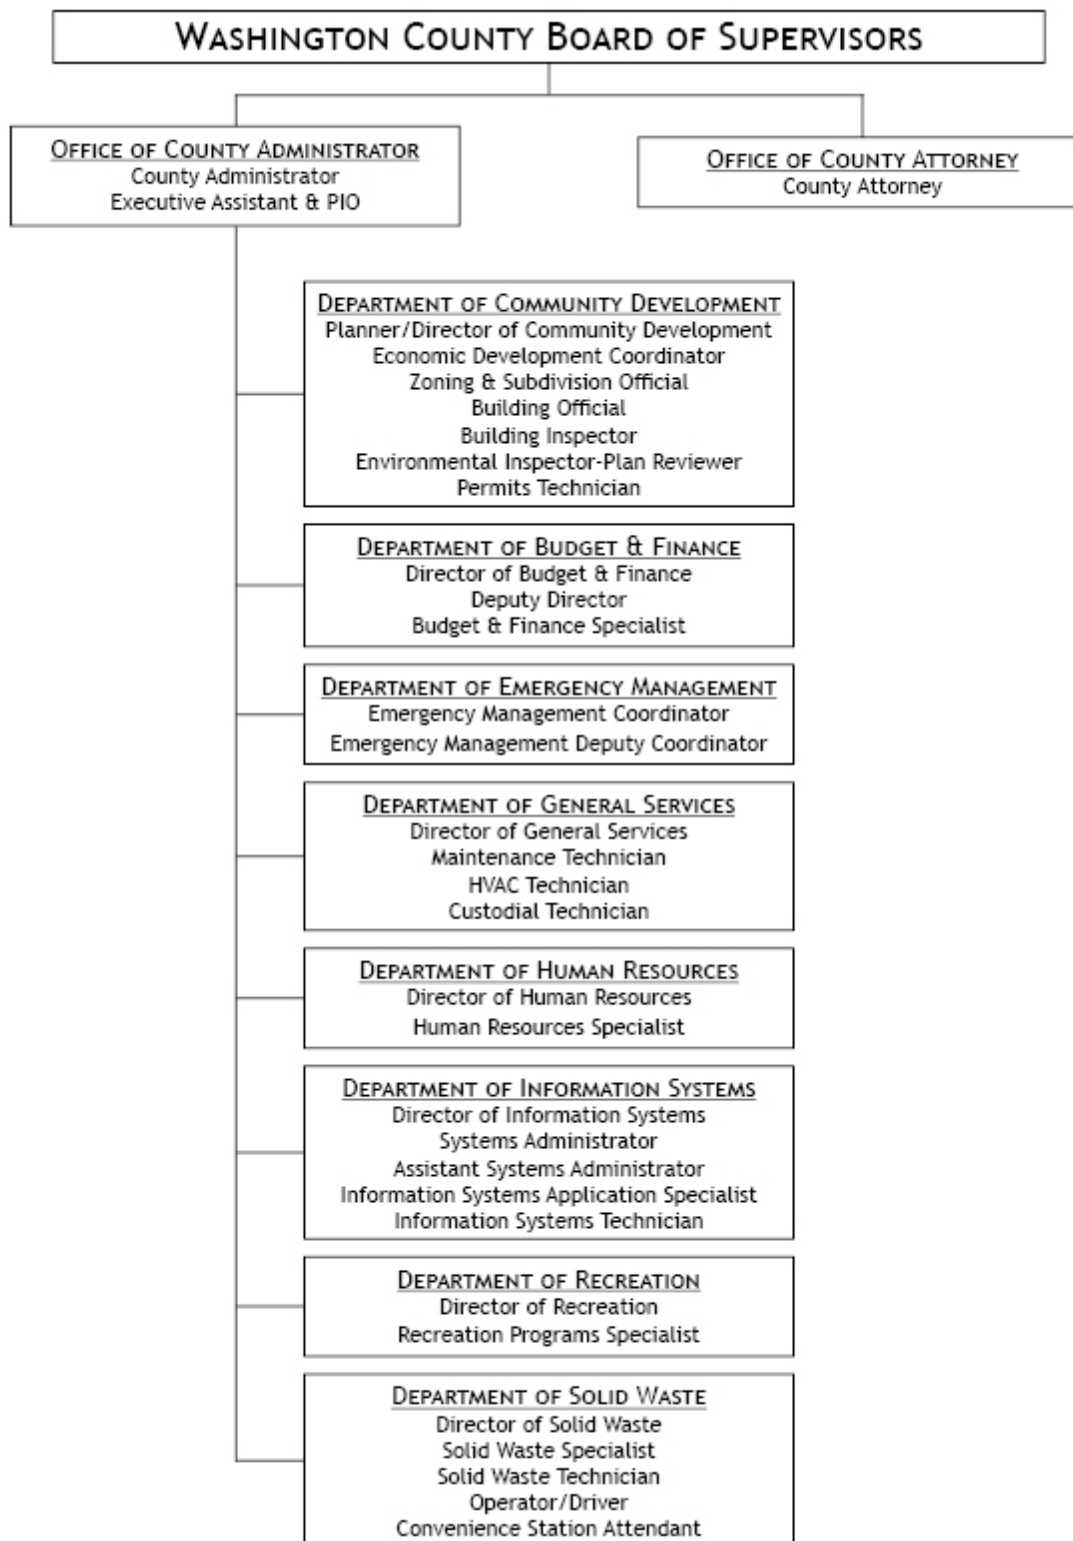 WASHINGTON COUNTY BOARD OF SUPERVISORS
OFFICE OF COUNTY ADMINISTRATOR
County Administrator
Executive Assistant & PIO
OFFICE OF COUNTY ATTORNEY
County Attorney
DEPARTMENT OF COMMUNITY DEVELOPMENT
Planner/Director of Community Development
Economic Development Coordinator
Zoning & Subdivision Official
Building Official
Building Inspector
Environmental Inspector-Plan Reviewer
Permits Technician
DEPARTMENT OF BUDGET & FINANCE
Director of Budget & Finance
Deputy Director
Budget & Finance Specialist
DEPARTMENT OF EMERGENCY MANAGEMENT
Emergency Management Coordinator
Emergency Management Deputy Coordinator
DEPARTMENT OF GENERAL SERVICES
Director of General Services
Maintenance Technician
HVAC Technician
Custodial Technician
DEPARTMENT OF HUMAN RESOURCES
Director of Human Resources
Human Resources Specialist
DEPARTMENT OF INFORMATION SYSTEMS
Director of Information Systems
Systems Administrator
Assistant Systems Administrator
Information Systems Application Specialist
Information Systems Technician
DEPARTMENT OF RECREATION
Director of Recreation
Recreation Programs Specialist
DEPARTMENT OF SOLID WASTE
Director of Solid Waste
Solid Waste Specialist
Solid Waste Technician
Operator/Driver
Convenience Station Attendant